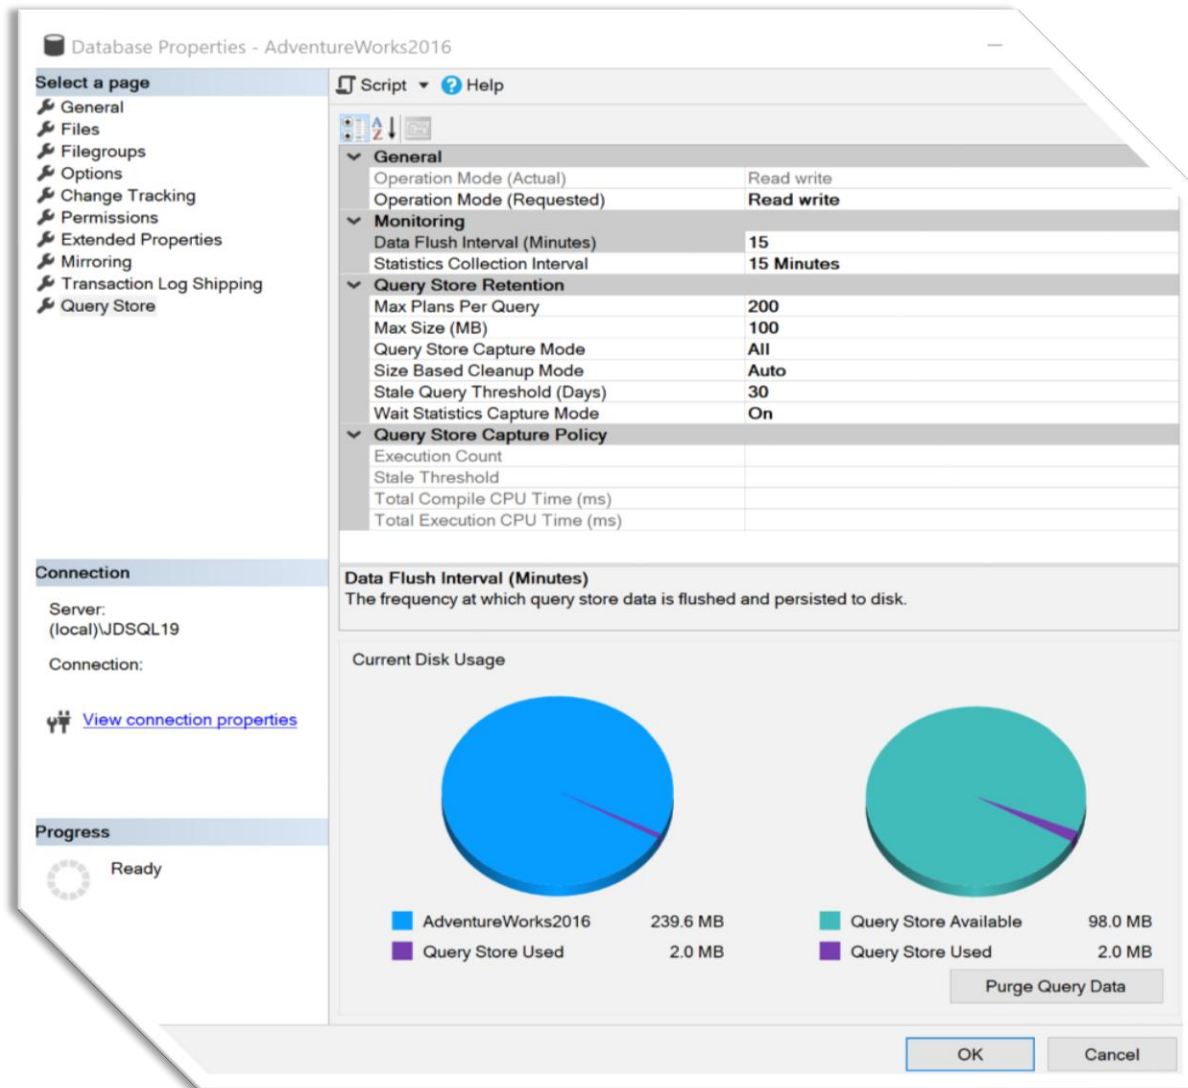 Database Properties - AdventureWorks2016
Select a page
General
Files
Filegroups
Options
Change Tracking
Permissions
Extended Properties
Mirroring
Transaction Log Shipping
Query Store
Connection
Server:
(local)\JDSQL19
Connection:
View connection properties
Progress
Ready
Script Help
General
Operation Mode (Actual) Read write
Operation Mode (Requested) Read write
Monitoring
Data Flush Interval (Minutes) 15
Statistics Collection Interval 15 Minutes
Query Store Retention
Max Plans Per Query 200
Max Size (MB) 100
Query Store Capture Mode All
Size Based Cleanup Mode Auto
Stale Query Threshold (Days) 30
Wait Statistics Capture Mode On
Query Store Capture Policy
Execution Count
Stale Threshold
Total Compile CPU Time (ms)
Total Execution CPU Time (ms)
Data Flush Interval (Minutes)
The frequency at which query store data is flushed and persisted to disk.
Current Disk Usage
AdventureWorks2016 239.6 MB
Query Store Used 2.0 MB
Query Store Available 98.0 MB
Query Store Used 2.0 MB
Purge Query Data
OK Cancel